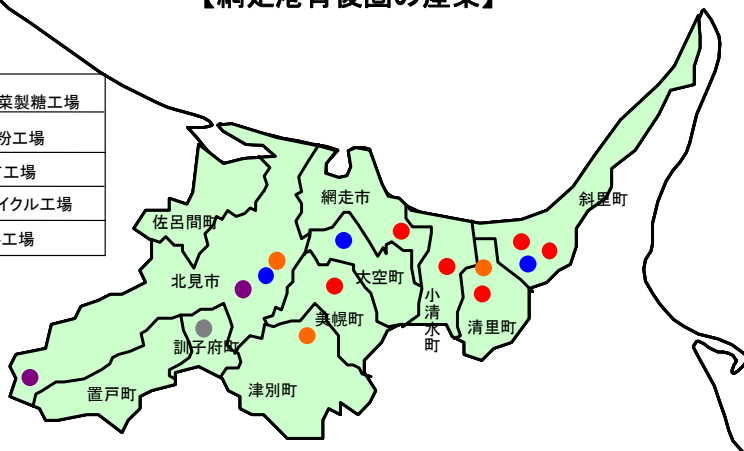 【網走港背後圏の産業】
菜製糖工場
粉工場
工場
イクル工場
工場
網走市
斜里町
佐呂間町
北見市
大空町
小清水町
美幌町
清里町
訓子府町
置戸町
津別町